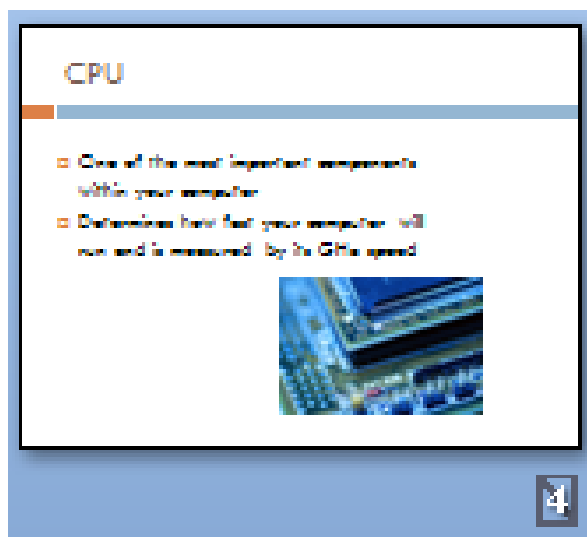 CPU
One of the most important components
within your computer
Determines how fast your computer will
run and is measured by its GHz speed
4